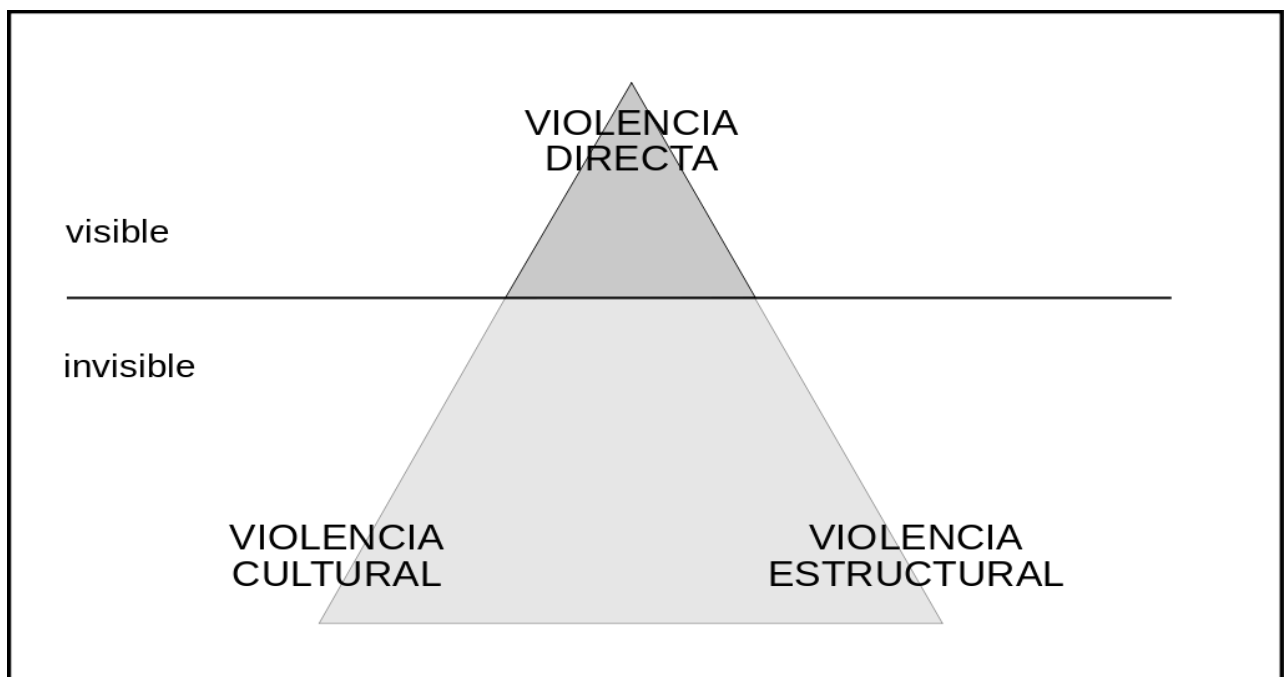 VIOLENCIA
DIRECTA
visible
invisible
VIOLENCIA
CULTURAL
VIOLENCIA
ESTRUCTURAL